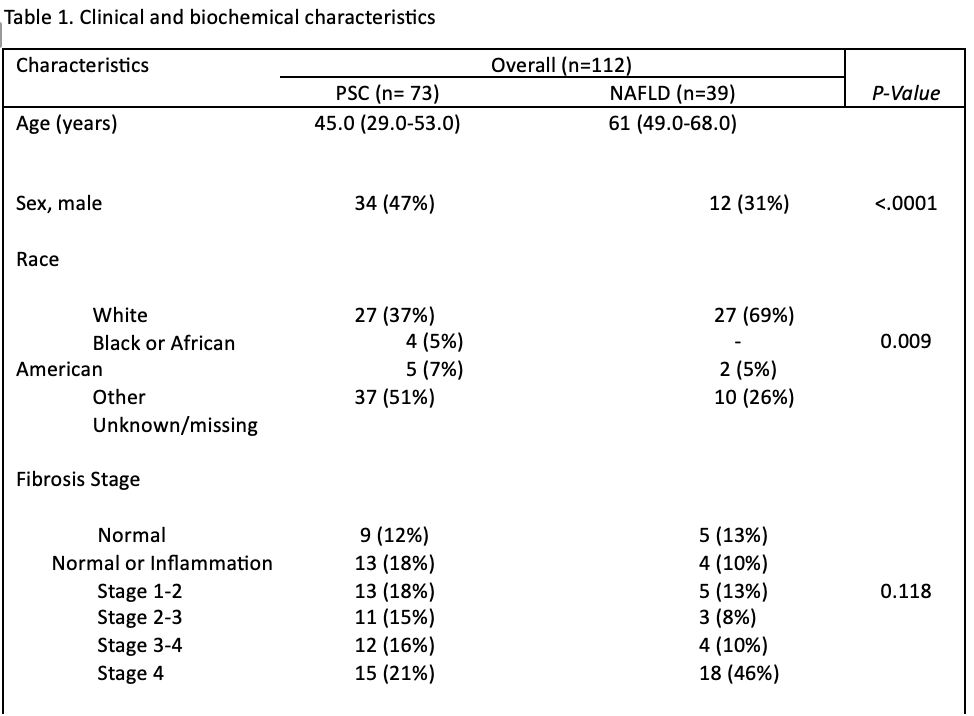 Table 1. Clinical and biochemical characteristics
Characteristics Overall (n=112)
PSC (n= 73) NAFLD (n=39) P-Value
Age (years) 45.0 (29.0-53.0) 61 (49.0-68.0)
Sex, male 34 (47%) 12 (31%) <.0001
Race
White 27 (37%) 27 (69%)
Black or African 4 (5%) - 0.009
American 5 (7%) 2 (5%)
Other 37 (51%) 10 (26%)
Unknown/missing
Fibrosis Stage
Normal 9 (12%) 5 (13%)
Normal or Inflammation 13 (18%) 4 (10%)
Stage 1-2 13 (18%) 5 (13%) 0.118
Stage 2-3 11 (15%) 3 (8%)
Stage 3-4 12 (16%) 4 (10%)
Stage 4 15 (21%) 18 (46%)